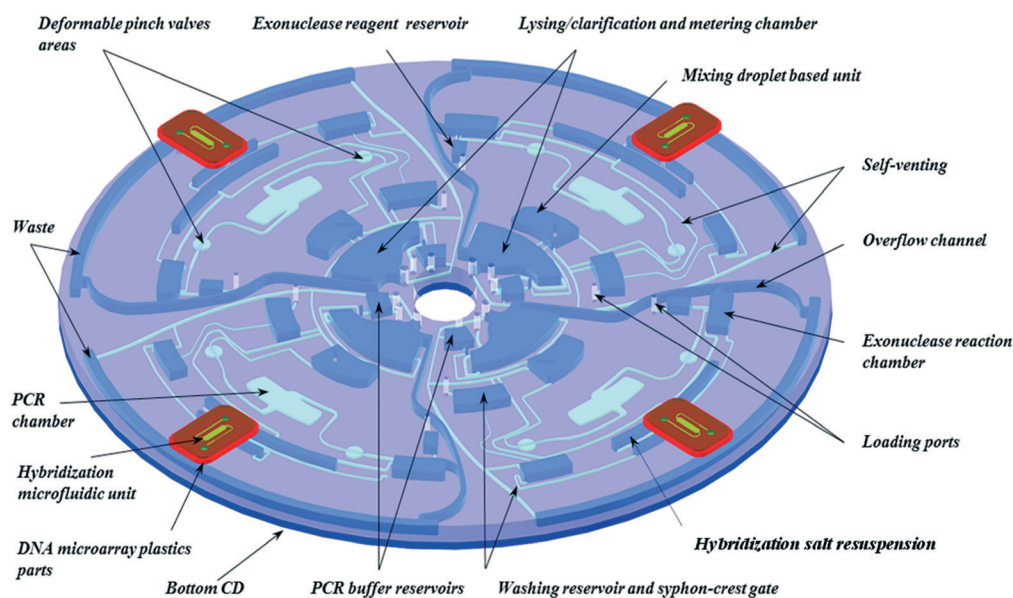 Deformable pinch valves
areas
Exonuclease reagent reservoir
Lysing/clarification and metering chamber
Mixing droplet based unit
Self-venting
Waste
Overflow channel
Exonuclease reaction
chamber
PCR
chamber
Loading ports
Hybridization
microfluidic unit
DNA microarray plastics
parts
Hybridization salt resuspension
Bottom CD
PCR buffer reservoirs
Washing reservoir and syphon-crest gate